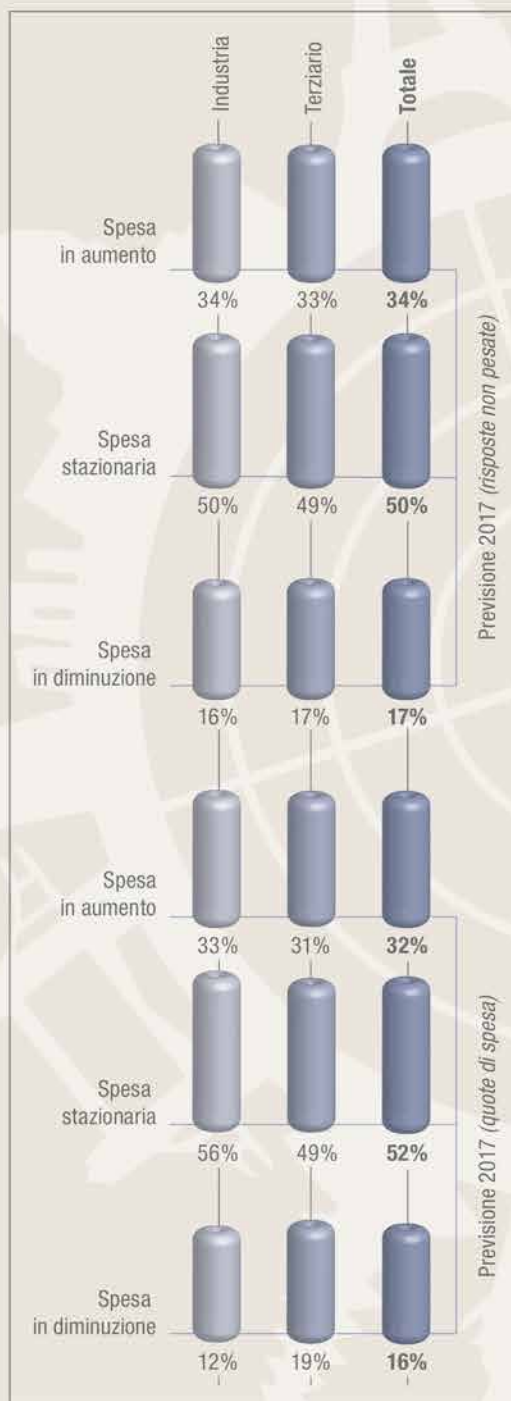 Industria
Terziario
Totale
Spesa
in aumento
34%
33%
34%
Spesa
stazionaria
50%
49%
50%
Spesa
in diminuzione
16%
17%
17%
Previsione 2017 (risposte non pesate)
Spesa
in aumento
33%
31%
32%
Spesa
stazionaria
56%
49%
52%
Spesa
in diminuzione
12%
19%
16%
Previsione 2017 (quote di spesa)